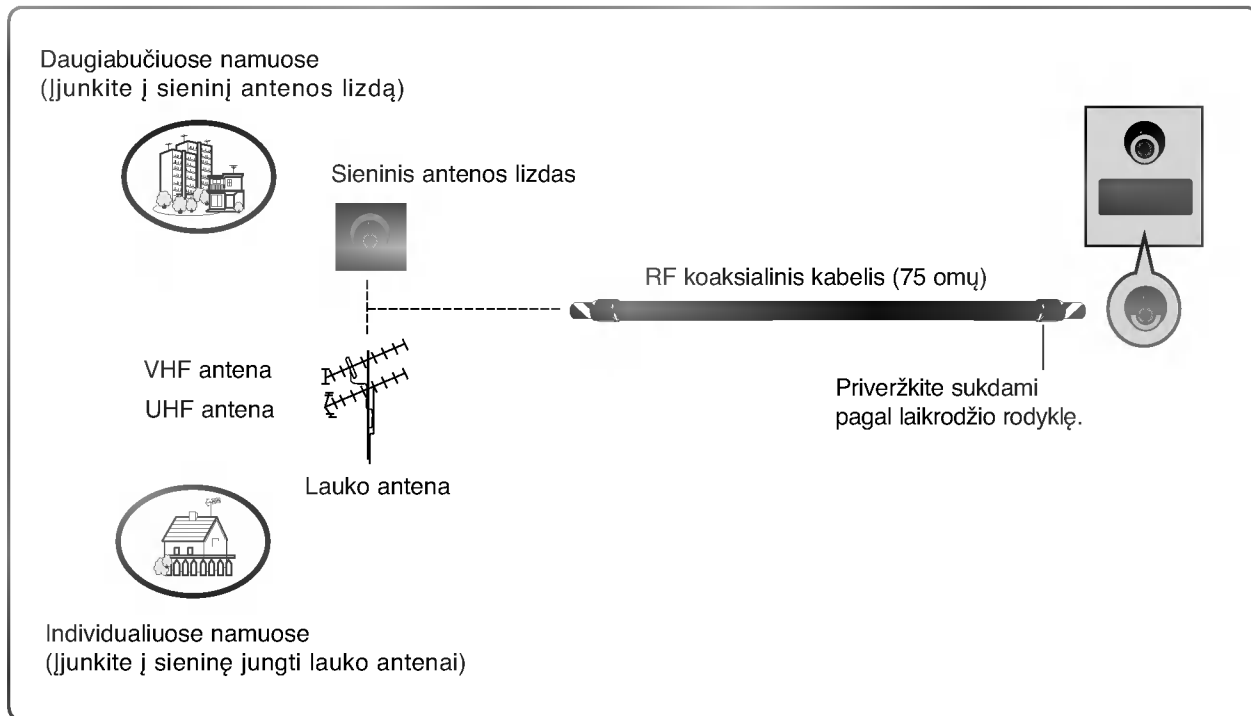 Daugiabučiuose namuose
(Įjunkite į sieninį antenos lizdą)
Sieninis antenos lizdas
RF koaksialinis kabelis (75 omų)
VHF antena
UHF antena
Priveržkite sukdami
pagal laikrodžio rodyklę.
Lauko antena
Individualiuose namuose
(Įjunkite į sieninę jungti lauko antenai)